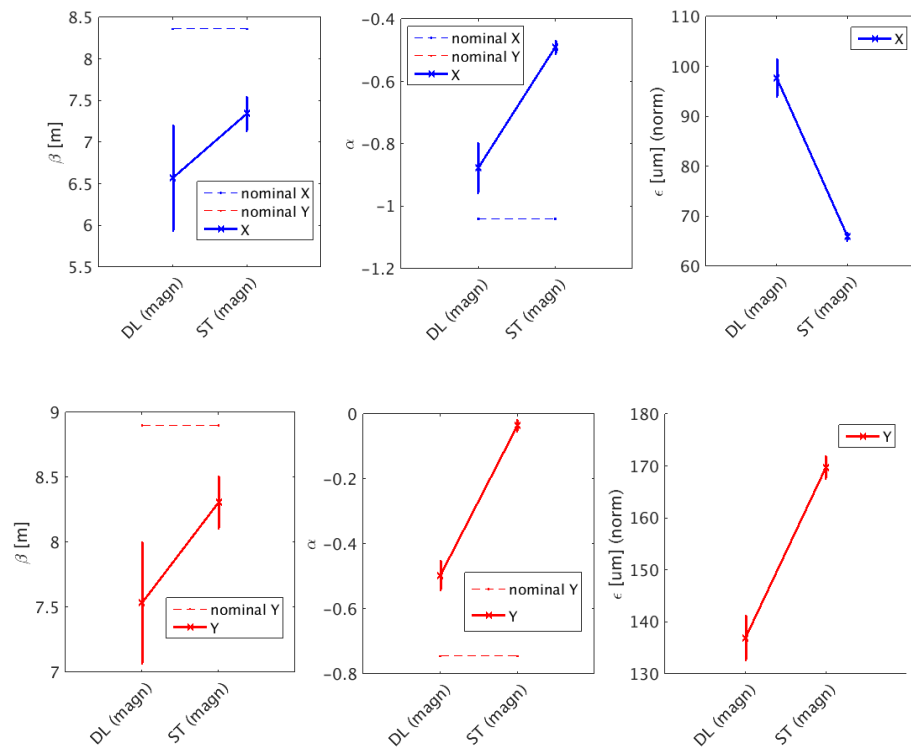 8.5
8
7.5
7
6.5
6
5.5
β [m]
nominal X
nominal Y
X
DL (magn)
ST (magn)
-0.4
-0.6
-0.8
-1
-1.2
α
nominal X
nominal Y
X
DL (magn)
ST (magn)
110
100
90
80
70
60
ϵ [um] (norm)
X
DL (magn)
ST (magn)
9
8.5
8
7.5
7
β [m]
nominal Y
Y
DL (magn)
ST (magn)
0
-0.2
-0.4
-0.6
-0.8
α
nominal Y
Y
DL (magn)
ST (magn)
180
170
160
150
140
130
ϵ [um] (norm)
Y
DL (magn)
ST (magn)